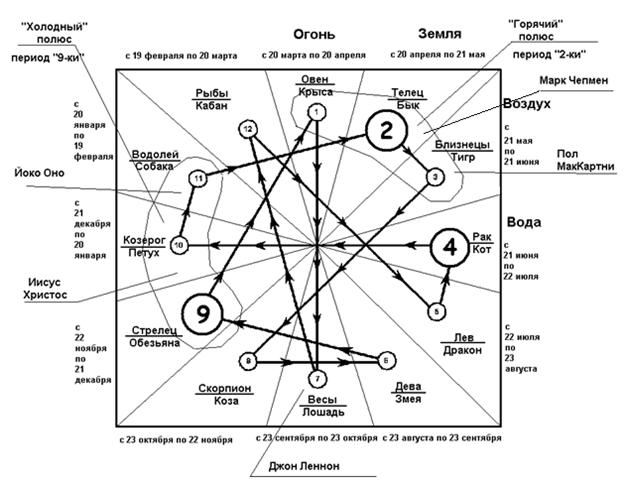 "Холодный"
полюс
период "9-ки"
Огонь
Земля
"Горячий"
полюс
период "2-ки"
с 19 февраля по 20 марта
с 20 марта по 20 апреля
с 20 апреля по 21 мая
Марк Чепмен
Рыбы
Кабан
Овен
Крыса
Телец
Бык
Воздух
с
20
января
по
19
февраля
12
1
2
Близнецы
Тигр
с
21 мая
по
21 июня
Водолей
Собака
11
3
Пол
МакКартни
Йоко Оно
с
21
декабря
по
20
января
Козерог
Петух
10
4
Рак
Кот
Вода
с
21 июня
по
22 июля
Иисус
Христос
9
5
Стрелец
Обезьяна
Лев
Дракон
с
22
ноября
по
21
декабря
с
22 июля
по
23
августа
8
7
6
Скорпион
Коза
Весы
Лошадь
Дева
Змея
с 23 октября по 22 ноября
с 23 сентября по 23 октября
с 23 августа по 23 сентября
Джон Леннон